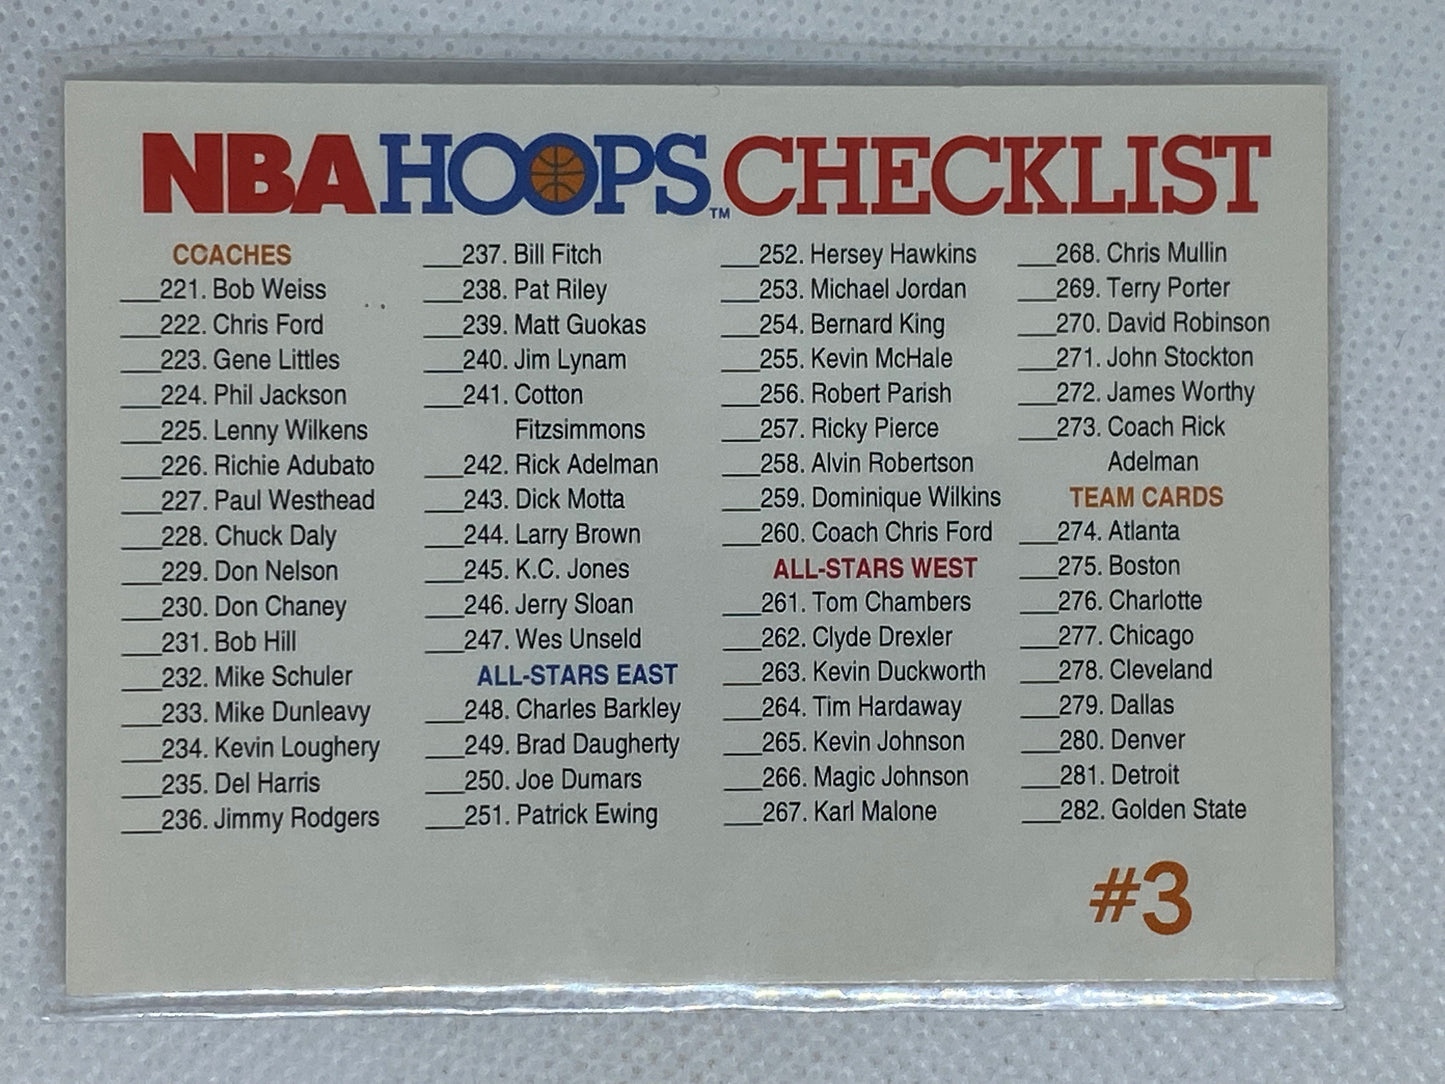 NBA HOOPS™ CHECKLIST
COACHES
___221. Bob Weiss
___222. Chris Ford
___223. Gene Littles
___224. Phil Jackson
___225. Lenny Wilkens
___226. Richie Adubato
___227. Paul Westhead
___228. Chuck Daly
___229. Don Nelson
___230. Don Chaney
___231. Bob Hill
___232. Mike Schuler
___233. Mike Dunleavy
___234. Kevin Loughery
___235. Del Harris
___236. Jimmy Rodgers
___237. Bill Fitch
___238. Pat Riley
___239. Matt Guokas
___240. Jim Lynam
___241. Cotton
Fitzsimmons
___242. Rick Adelman
___243. Dick Motta
___244. Larry Brown
___245. K.C. Jones
___246. Jerry Sloan
___247. Wes Unseld
ALL-STARS EAST
___248. Charles Barkley
___249. Brad Daugherty
___250. Joe Dumars
___251. Patrick Ewing
___252. Hersey Hawkins
___253. Michael Jordan
___254. Bernard King
___255. Kevin McHale
___256. Robert Parish
___257. Ricky Pierce
___258. Alvin Robertson
___259. Dominique Wilkins
___260. Coach Chris Ford
ALL-STARS WEST
___261. Tom Chambers
___262. Clyde Drexler
___263. Kevin Duckworth
___264. Tim Hardaway
___265. Kevin Johnson
___266. Magic Johnson
___267. Karl Malone
___268. Chris Mullin
___269. Terry Porter
___270. David Robinson
___271. John Stockton
___272. James Worthy
___273. Coach Rick
Adelman
TEAM CARDS
___274. Atlanta
___275. Boston
___276. Charlotte
___277. Chicago
___278. Cleveland
___279. Dallas
___280. Denver
___281. Detroit
___282. Golden State
#3